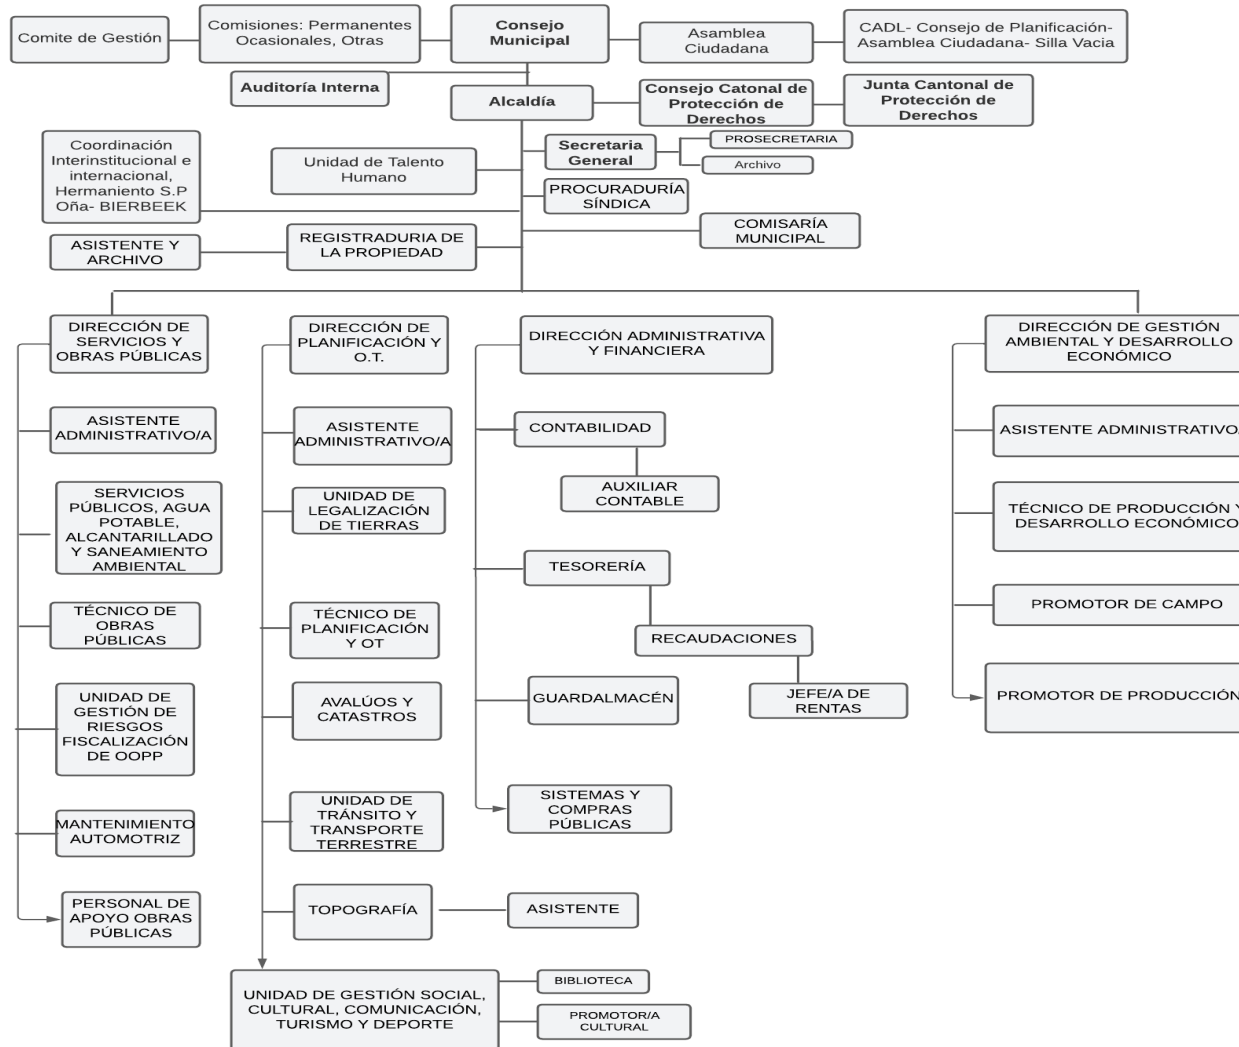 Comite de Gestión
Comisiones: Permanentes
Ocasionales, Otras
Consejo
Municipal
Asamblea
Ciudadana
CADL- Consejo de Planificación-
Asamblea Ciudadana- Silla Vacia
Auditoría Interna
Alcaldía
Consejo Catonal de
Protección de
Derechos
Junta Cantonal de
Protección de
Derechos
Coordinación
Interinstitucional e
internacional,
Hermaniento S.P
Oña- BIERBEEK
Unidad de Talento
Humano
Secretaria
General
PROSECRETARIA
Archivo
PROCURADURÍA
SÍNDICA
COMISARÍA
MUNICIPAL
ASISTENTE Y
ARCHIVO
REGISTRADURIA DE
LA PROPIEDAD
DIRECCIÓN DE
SERVICIOS Y
OBRAS PÚBLICAS
ASISTENTE
ADMINISTRATIVO/A
SERVICIOS
PÚBLICOS, AGUA
POTABLE,
ALCANTARILLADO
Y SANEAMIENTO
AMBIENTAL
TÉCNICO DE
OBRAS
PÚBLICAS
UNIDAD DE
GESTIÓN DE
RIESGOS
FISCALIZACIÓN
DE OOPP
MANTENIMIENTO
AUTOMOTRIZ
PERSONAL DE
APOYO OBRAS
PÚBLICAS
DIRECCIÓN DE
PLANIFICACIÓN Y
O.T.
ASISTENTE
ADMINISTRATIVO/A
UNIDAD DE
LEGALIZACIÓN
DE TIERRAS
TÉCNICO DE
PLANIFICACIÓN
Y OT
AVALÚOS Y
CATASTROS
UNIDAD DE
TRÁNSITO Y
TRANSPORTE
TERRESTRE
TOPOGRAFÍA
ASISTENTE
UNIDAD DE GESTIÓN SOCIAL,
CULTURAL, COMUNICACIÓN,
TURISMO Y DEPORTE
BIBLIOTECA
PROMOTOR/A
CULTURAL
DIRECCIÓN ADMINISTRATIVA
Y FINANCIERA
CONTABILIDAD
AUXILIAR
CONTABLE
TESORERÍA
RECAUDACIONES
JEFE/A DE
RENTAS
GUARDALMACÉN
SISTEMAS Y
COMPRAS
PÚBLICAS
DIRECCIÓN DE GESTIÓN
AMBIENTAL Y DESARROLLO
ECONÓMICO
ASISTENTE ADMINISTRATIVO/
TÉCNICO DE PRODUCCIÓN Y
DESARROLLO ECONÓMICO
PROMOTOR DE CAMPO
PROMOTOR DE PRODUCCIÓN